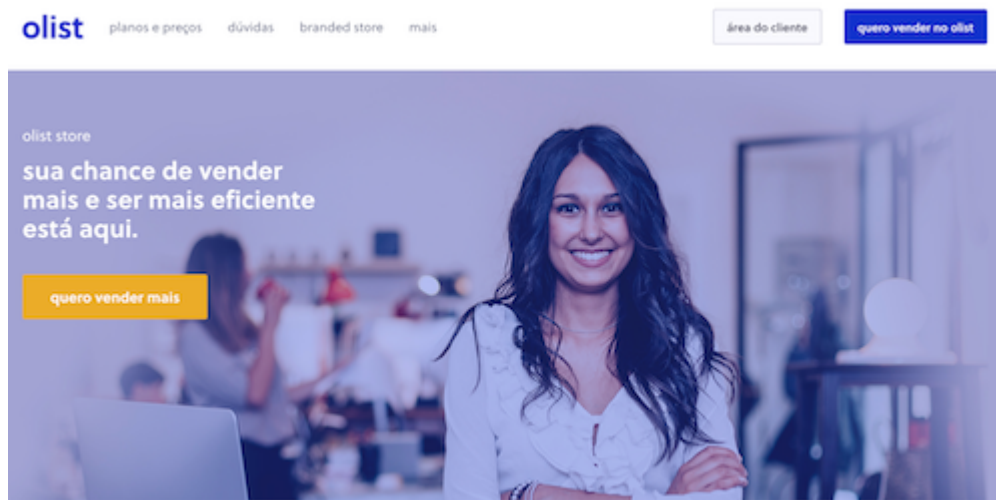 olist
planos e preços
dúvidas
branded store
mais
área do cliente
quero vender no olist
olist store
sua chance de vender
mais e ser mais eficiente
está aqui.
quero vender mais